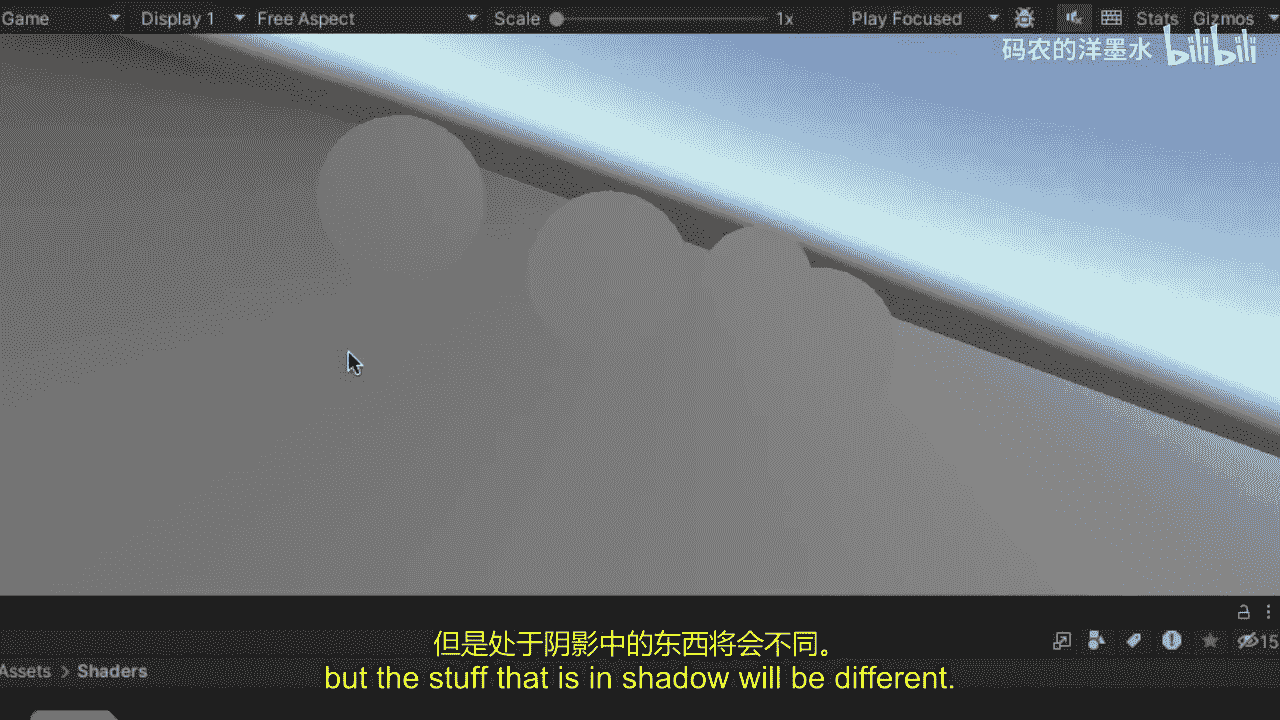 Game Display 1 Free Aspect Scale 1x Play Focused Stats Gizmos
码农的洋墨水 bilibili
15
但是处于阴影中的东西将会不同。
Assets > Shaders
but the stuff that is in shadow will be different.